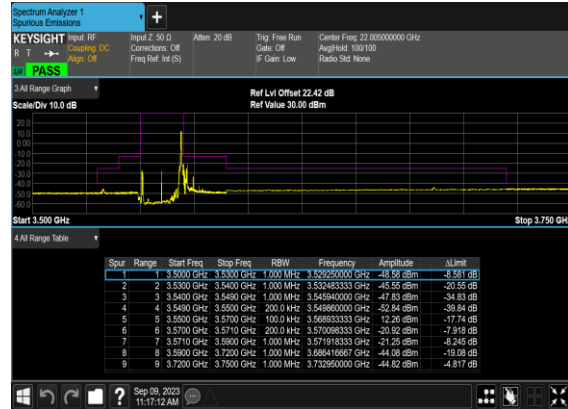 Spectrum Analyzer 1
Spurious Emissions
KEYSIGHT Input: RF Input Z: 50 Ω Atten: 20 dB Trig: Free Run Center Freq: 22.005000000 GHz
R T Coupling: DC Corrections: Off Gate: Off Avg|Hold: 100/100
Align: Off Freq Ref: Int (S) IF Gain: Low Radio Std: None
PASS
3 All Range Graph
Ref Lvl Offset 22.42 dB
Scale/Div 10.0 dB Ref Value 30.00 dBm
20.0
10.0
0.00
-10.0
-20.0
-30.0
-40.0
-50.0
-60.0
Start 3.500 GHz Stop 3.750 GHz
4 All Range Table
Spur Range Start Freq Stop Freq RBW Frequency Amplitude ΔLimit
1 1 3.5000 GHz 3.5300 GHz 1.000 MHz 3.529250000 GHz -48.58 dBm -8.581 dB
2 2 3.5300 GHz 3.5400 GHz 1.000 MHz 3.532483333 GHz -45.55 dBm -20.55 dB
3 3 3.5400 GHz 3.5490 GHz 1.000 MHz 3.545940000 GHz -47.83 dBm -34.83 dB
4 4 3.5490 GHz 3.5500 GHz 200.0 kHz 3.549860000 GHz -52.84 dBm -39.84 dB
5 5 3.5500 GHz 3.5700 GHz 100.0 kHz 3.568933333 GHz 12.26 dBm -17.74 dB
6 6 3.5700 GHz 3.5710 GHz 200.0 kHz 3.570098333 GHz -20.92 dBm -7.918 dB
7 7 3.5710 GHz 3.5900 GHz 1.000 MHz 3.571918333 GHz -21.25 dBm -8.245 dB
8 8 3.5900 GHz 3.7200 GHz 1.000 MHz 3.686416667 GHz -44.08 dBm -19.08 dB
9 9 3.7200 GHz 3.7500 GHz 1.000 MHz 3.732950000 GHz -44.82 dBm -4.817 dB
? Sep 09, 2023
11:17:12 AM